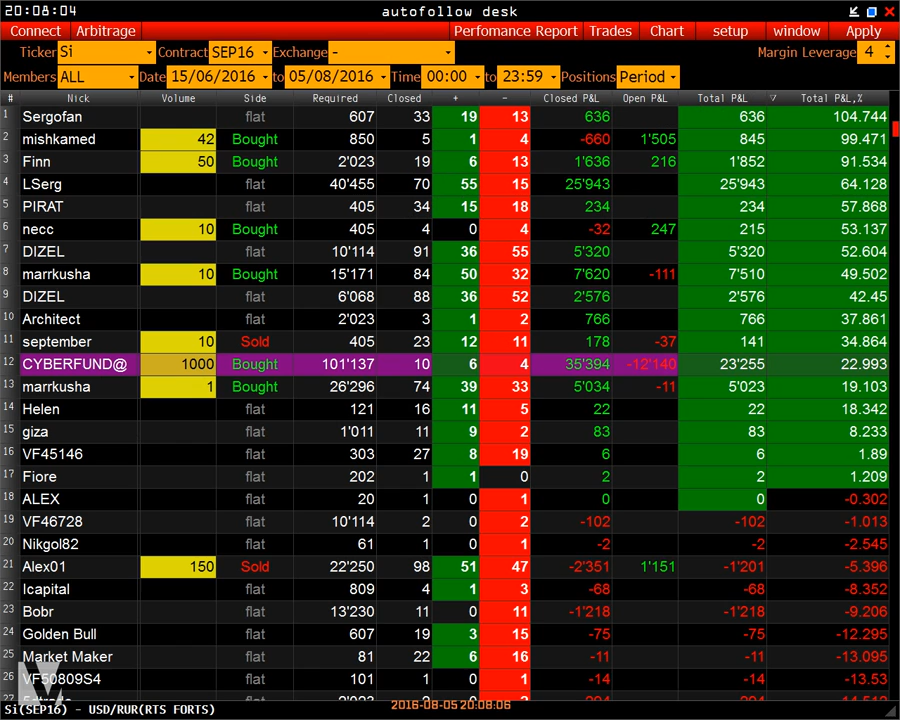 20:08:04 autofollow desk
Connect Arbitrage Perfomance Report Trades Chart setup window Apply
Ticker Si Contract SEP16 Exchange - Margin Leverage 4
Members ALL Date 15/06/2016 to 05/08/2016 Time 00:00 to 23:59 Positions Period
# Nick Volume Side Required Closed + - Closed P&L Open P&L Total P&L Total P&L,%
1 Sergofan flat 607 33 19 13 636 636 104.744
2 mishkamed 42 Bought 850 5 1 4 -660 1'505 845 99.471
3 Finn 50 Bought 2'023 19 6 13 1'636 216 1'852 91.534
4 LSerg flat 40'455 70 55 15 25'943 25'943 64.128
5 PIRAT flat 405 34 15 18 234 234 57.868
6 necc 10 Bought 405 4 0 4 -32 247 215 53.137
7 DIZEL flat 10'114 91 36 55 5'320 5'320 52.604
8 marrkusha 10 Bought 15'171 84 50 32 7'620 -111 7'510 49.502
9 DIZEL flat 6'068 88 36 52 2'576 2'576 42.45
10 Architect flat 2'023 3 1 2 766 766 37.861
11 september 10 Sold 405 23 12 11 178 -37 141 34.864
12 CYBERFUND@ 1000 Bought 101'137 10 6 4 35'394 -12'140 23'255 22.993
13 marrkusha 1 Bought 26'296 74 39 33 5'034 -11 5'023 19.103
14 Helen flat 121 16 11 5 22 22 18.342
15 giza flat 1'011 11 9 2 83 83 8.233
16 VF45146 flat 303 27 8 19 6 6 1.89
17 Fiore flat 202 1 1 0 2 2 1.209
18 ALEX flat 20 1 0 1 0 0 -0.302
19 VF46728 flat 10'114 2 0 2 -102 -102 -1.013
20 Nikgol82 flat 61 1 0 1 -2 -2 -2.545
21 Alex01 150 Sold 22'250 98 51 47 -2'351 1'151 -1'201 -5.396
22 Icapital flat 809 4 1 3 -68 -68 -8.352
23 Bobr flat 13'230 11 0 11 -1'218 -1'218 -9.206
24 Golden Bull flat 607 19 3 15 -75 -75 -12.295
25 Market Maker flat 81 22 6 16 -11 -11 -13.095
26 VF50809S4 flat 101 1 0 1 -14 -14 -13.53
27
Si(SEP16) - USD/RUR(RTS FORTS) 2016-08-05 20:08:06